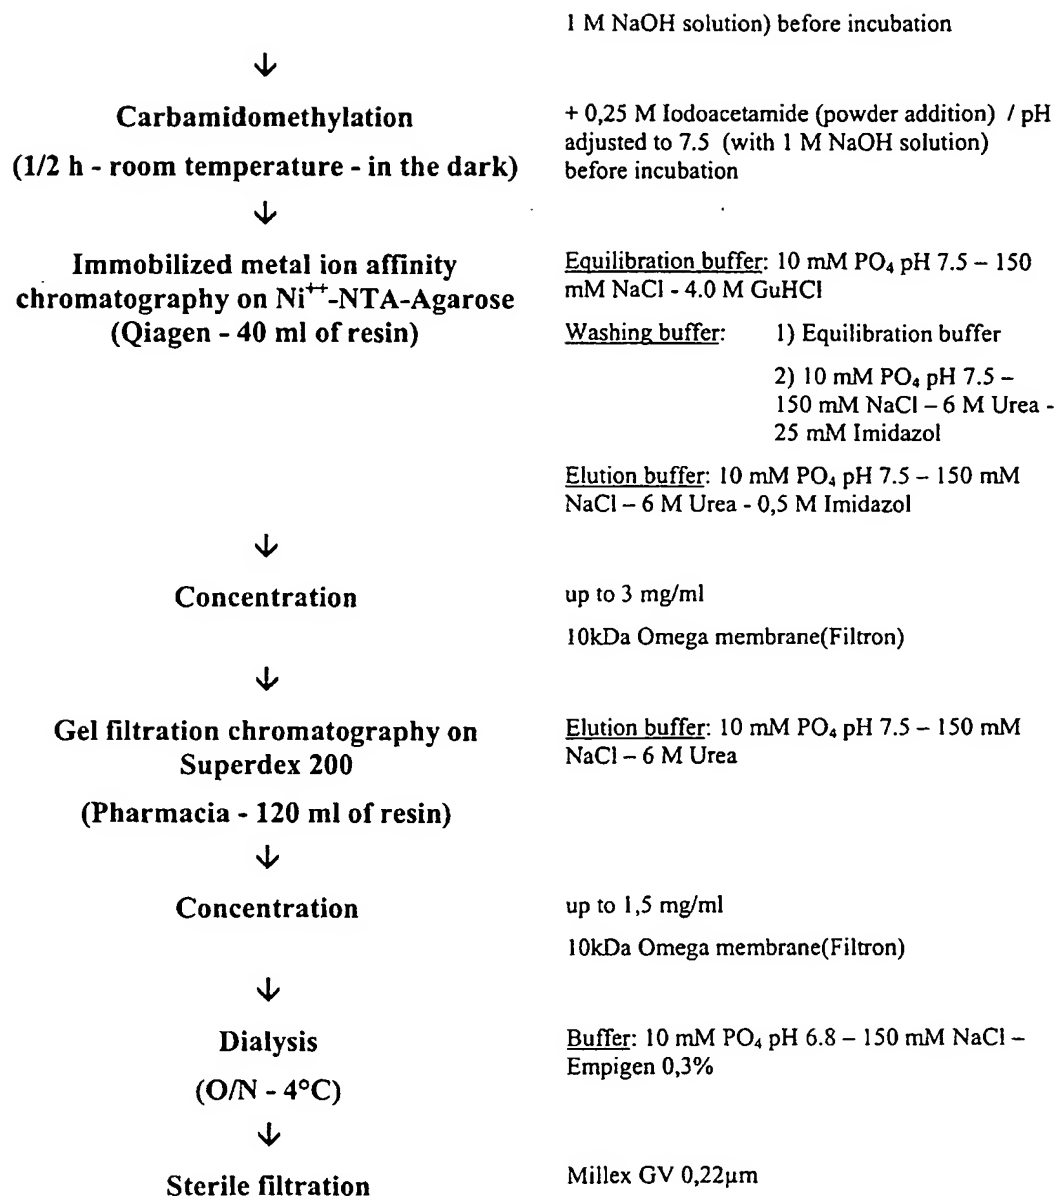 1 M NaOH solution) before incubation
↓
Carbamidomethylation
(1/2 h - room temperature - in the dark)
+ 0,25 M Iodoacetamide (powder addition) / pH
adjusted to 7.5 (with 1 M NaOH solution)
before incubation
↓
Immobilized metal ion affinity
chromatography on Ni⁺⁺-NTA-Agarose
(Qiagen - 40 ml of resin)
Equilibration buffer: 10 mM PO₄ pH 7.5 – 150
mM NaCl - 4.0 M GuHCl
Washing buffer: 1) Equilibration buffer
2) 10 mM PO₄ pH 7.5 –
150 mM NaCl – 6 M Urea -
25 mM Imidazol
Elution buffer: 10 mM PO₄ pH 7.5 – 150 mM
NaCl – 6 M Urea - 0,5 M Imidazol
↓
Concentration
up to 3 mg/ml
10kDa Omega membrane(Filtron)
↓
Gel filtration chromatography on
Superdex 200
(Pharmacia - 120 ml of resin)
Elution buffer: 10 mM PO₄ pH 7.5 – 150 mM
NaCl – 6 M Urea
↓
Concentration
up to 1,5 mg/ml
10kDa Omega membrane(Filtron)
↓
Dialysis
(O/N - 4°C)
Buffer: 10 mM PO₄ pH 6.8 – 150 mM NaCl –
Empigen 0,3%
↓
Sterile filtration
Millex GV 0,22µm